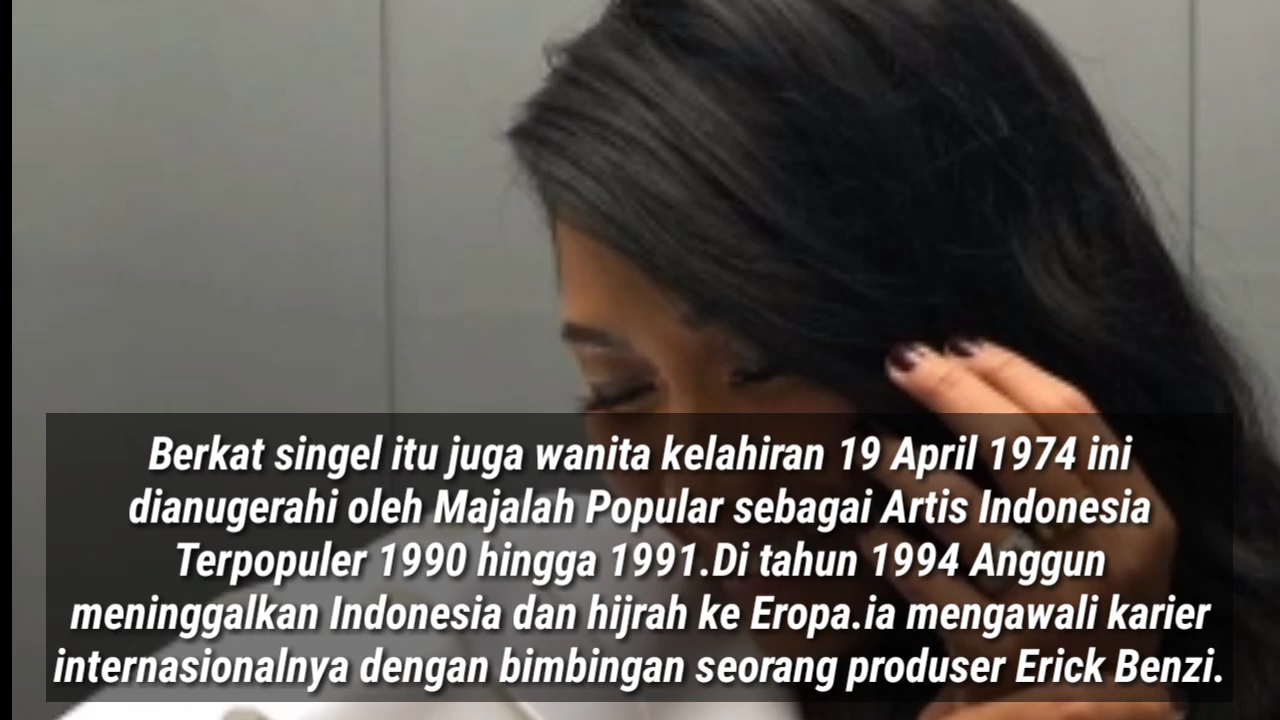 Berkat singel itu juga wanita kelahiran 19 April 1974 ini
dianugerahi oleh Majalah Popular sebagai Artis Indonesia
Terpopuler 1990 hingga 1991.Di tahun 1994 Anggun
meninggalkan Indonesia dan hijrah ke Eropa.ia mengawali karier
internasionalnya dengan bimbingan seorang produser Erick Benzi.